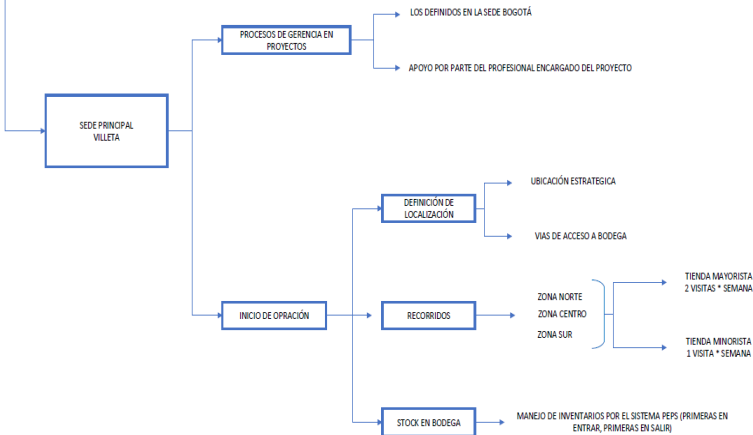 LOS DEFINIDOS EN LA SEDE BOGOTÁ
PROCESOS DE GERENCIA EN
PROYECTOS
APOYO POR PARTE DEL PROFESIONAL ENCARGADO DEL PROYECTO
SEDE PRINCIPAL
VILLETA
UBICACIÓN ESTRATEGICA
DEFINICIÓN DE
LOCALIZACIÓN
VIAS DE ACCESO A BODEGA
INICIO DE OPRACIÓN
RECORRIDOS
ZONA NORTE
ZONA CENTRO
ZONA SUR
TIENDA MAYORISTA
2 VISITAS * SEMANA
TIENDA MINORISTA
1 VISITA * SEMANA
STOCK EN BODEGA
MANEJO DE INVENTARIOS POR EL SISTEMA PEPS (PRIMERAS EN
ENTRAR, PRIMERAS EN SALIR)